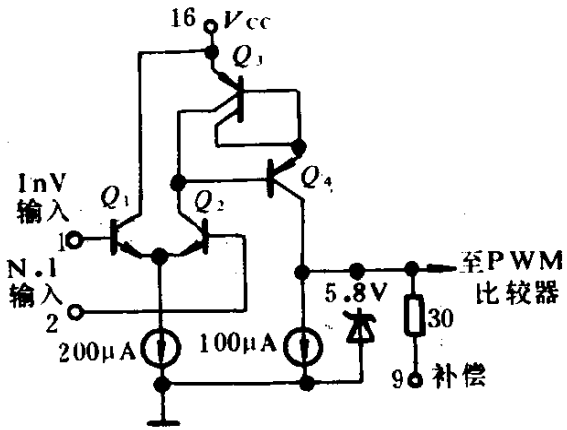 16 VCC
Q3
InV
输入
1
Q1
Q2
Q4
N.I
输入
2
至PWM
比较器
5.8V
30
200μA
100μA
9 补偿